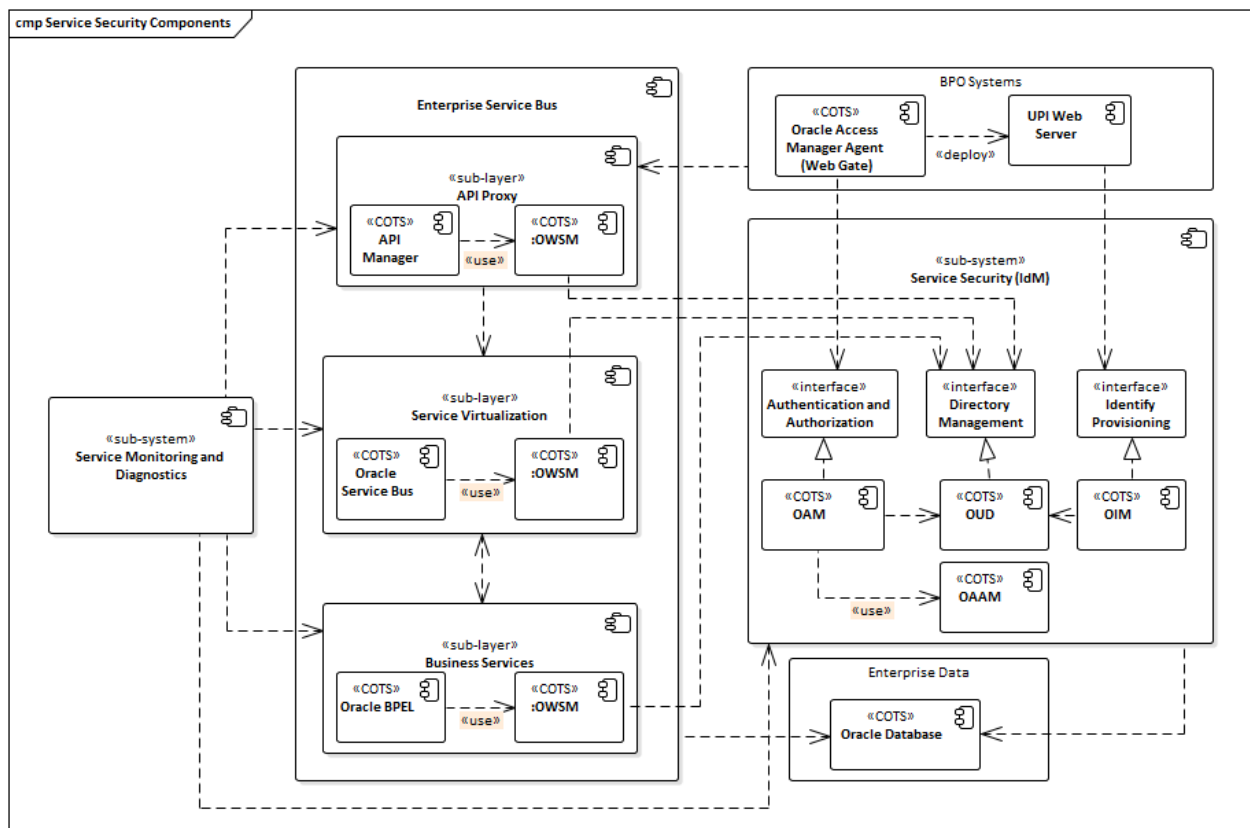 cmp Service Security Components
Enterprise Service Bus
«sub-layer»
API Proxy
«COTS»
API
Manager
«use»
«COTS»
:OWSM
«sub-layer»
Service Virtualization
«COTS»
Oracle
Service Bus
«use»
«COTS»
:OWSM
«sub-layer»
Business Services
«COTS»
Oracle BPEL
«use»
«COTS»
:OWSM
«sub-system»
Service Monitoring and
Diagnostics
BPO Systems
«COTS»
Oracle Access
Manager Agent
(Web Gate)
«deploy»
UPI Web
Server
«sub-system»
Service Security (IdM)
«interface»
Authentication and
Authorization
«interface»
Directory
Management
«interface»
Identify
Provisioning
«COTS»
OAM
«COTS»
OUD
«COTS»
OIM
«use»
«COTS»
OAAM
Enterprise Data
«COTS»
Oracle Database